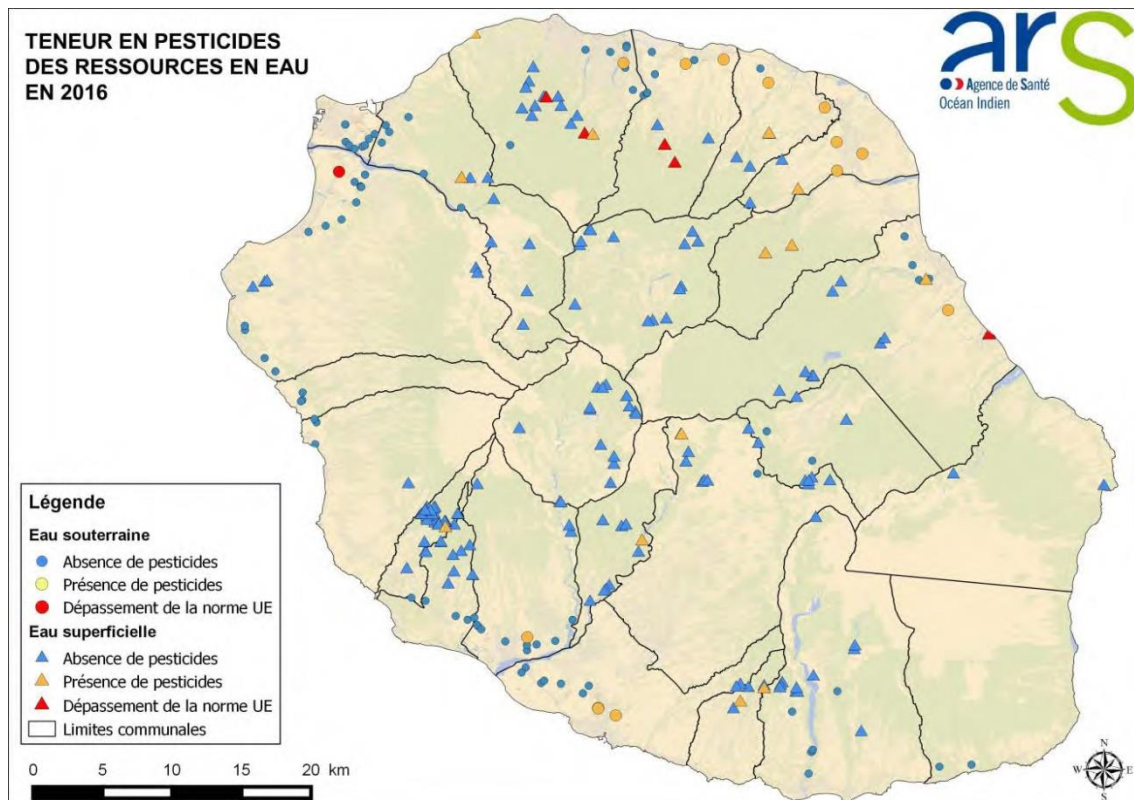 TENEUR EN PESTICIDES
DES RESSOURCES EN EAU
EN 2016
ars
Agence de Santé
Océan Indien
Légende
Eau souterraine
Absence de pesticides
Présence de pesticides
Dépassement de la norme UE
Eau superficielle
Absence de pesticides
Présence de pesticides
Dépassement de la norme UE
Limites communales
0 5 10 15 20 km
N
W E
S